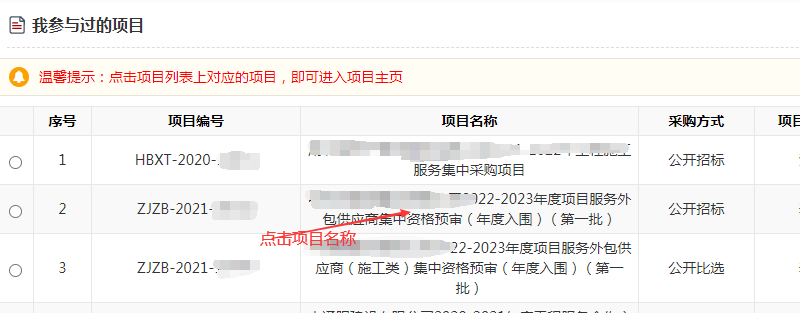 我参与过的项目
温馨提示：点击项目列表上对应的项目，即可进入项目主页
序号 项目编号 项目名称 采购方式 项目
1 HBXT-2020- 公开招标
服务集中采购项目
2 ZJZB-2021- 2022-2023年度项目服务外 公开招标
包供应商集中资格预审（年度入围）（第一批）
点击项目名称
3 ZJZB-2021- 22-2023年度项目服务外包供 公开比选
应商（施工类）集中资格预审（年度入围）（第一
批）